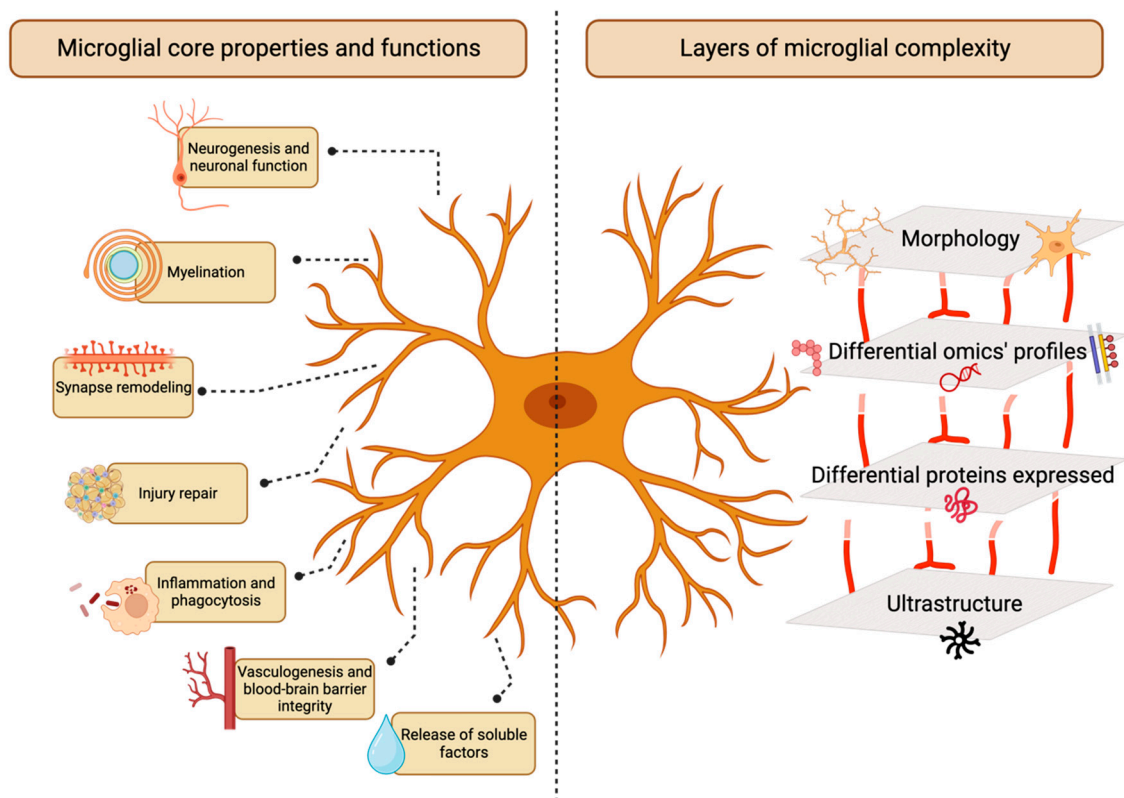 Microglial core properties and functions
Layers of microglial complexity
Neurogenesis and
neuronal function
Myelination
Synapse remodeling
Injury repair
Inflammation and
phagocytosis
Vasculogenesis and
blood-brain barrier
integrity
Release of soluble
factors
Morphology
Differential omics' profiles
Differential proteins expressed
Ultrastructure